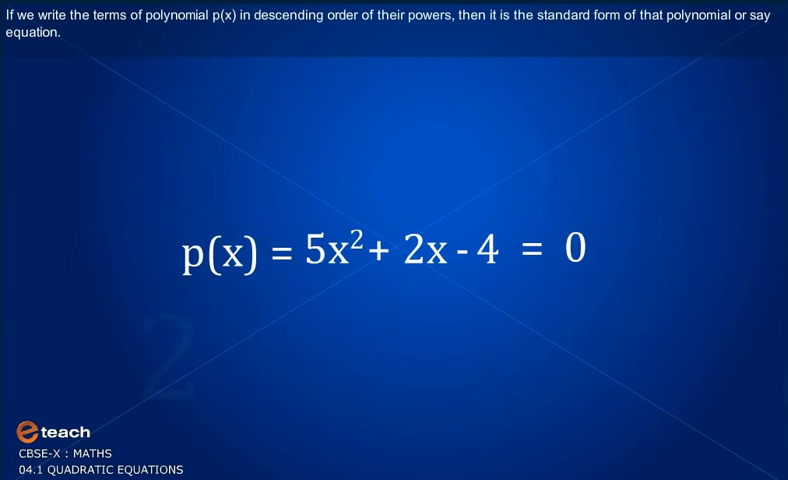 If we write the terms of polynomial p(x) in descending order of their powers, then it is the standard form of that polynomial or say
equation.
p(x) = 5x² + 2x - 4 = 0
2
e teach
CBSE-X : MATHS
04.1 QUADRATIC EQUATIONS